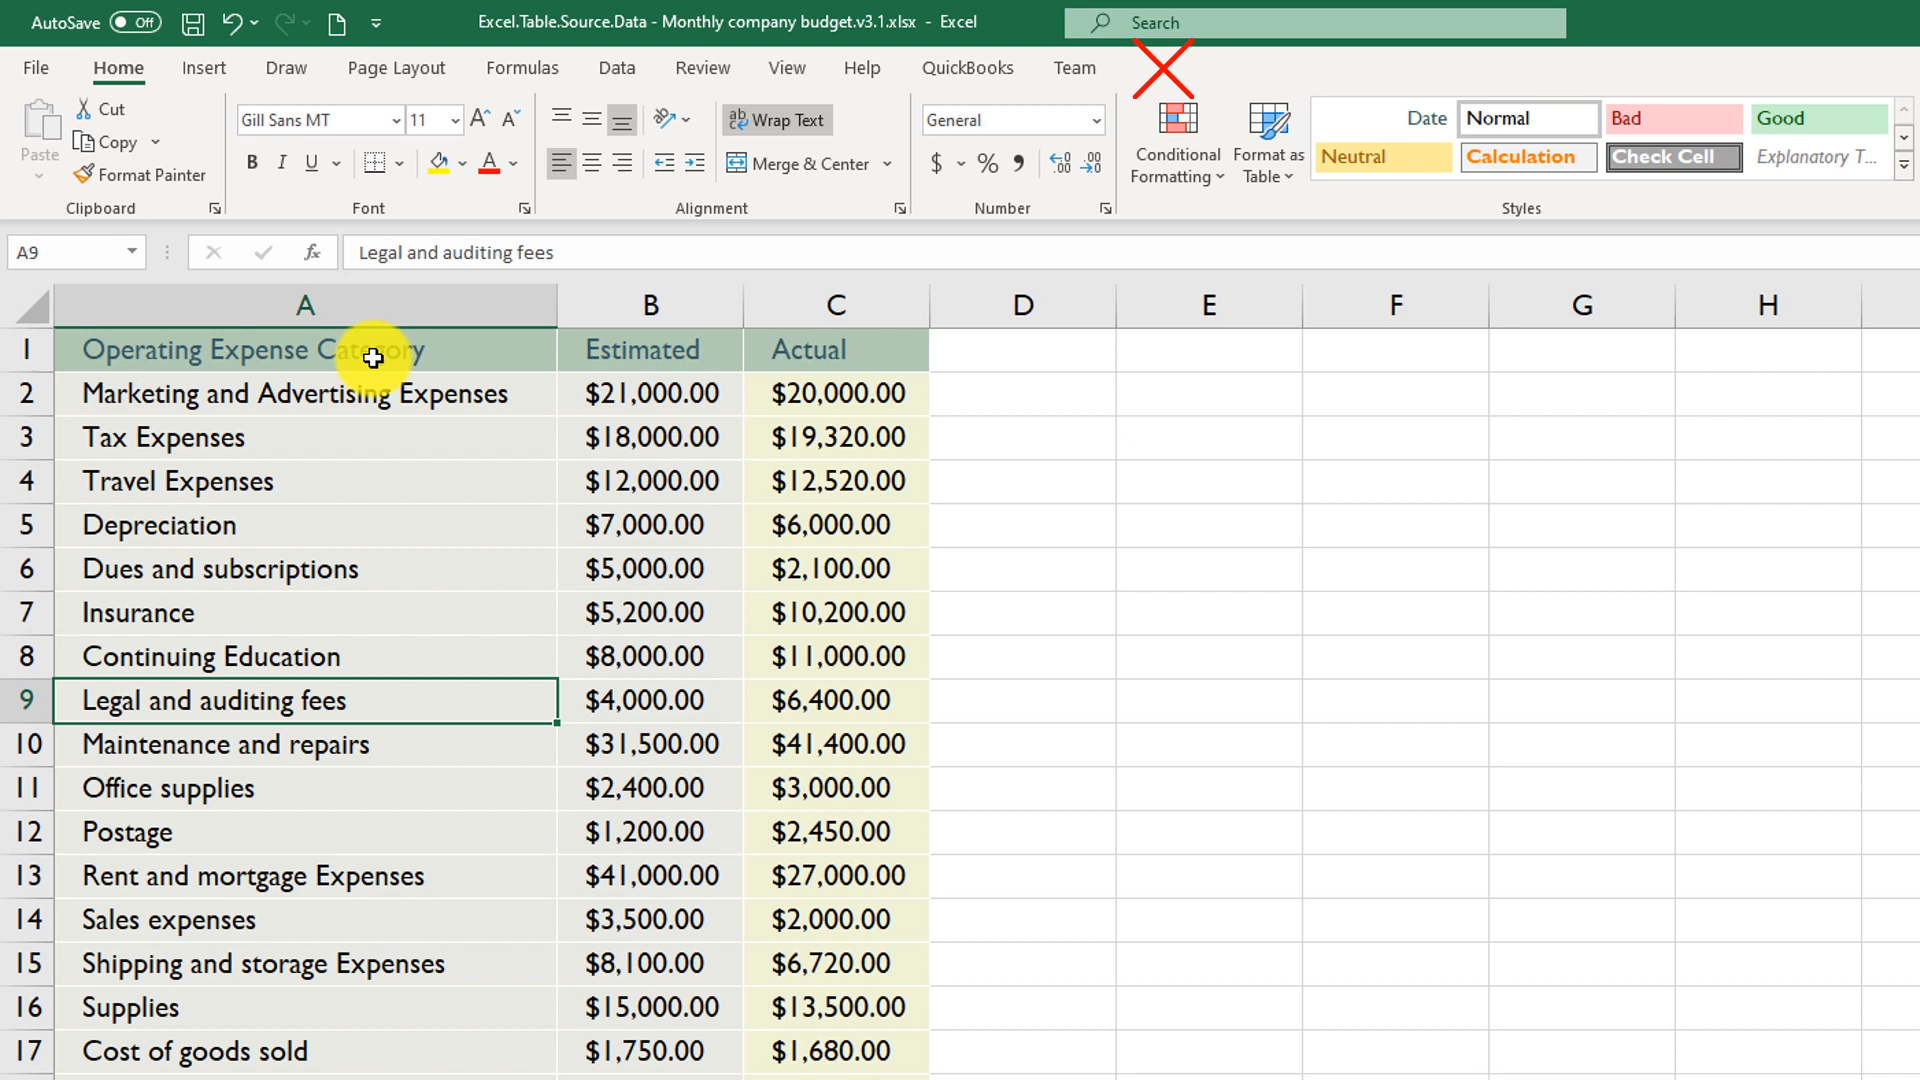 AutoSave Off Excel.Table.Source.Data - Monthly company budget.v3.1.xlsx - Excel Search
File Home Insert Draw Page Layout Formulas Data Review View Help QuickBooks Team
Paste
Cut
Copy
Format Painter
Clipboard
Gill Sans MT 11 A A
B I U A
Font
ab c Wrap Text
Merge & Center
Alignment
General
$ % 9 .00 .00
Number
Conditional Formatting
Format as Table
Date Normal Bad Good
Neutral Calculation Check Cell Explanatory T...
Styles
A9 fx Legal and auditing fees
A B C D E F G H
1 Operating Expense Category Estimated Actual
2 Marketing and Advertising Expenses $21,000.00 $20,000.00
3 Tax Expenses $18,000.00 $19,320.00
4 Travel Expenses $12,000.00 $12,520.00
5 Depreciation $7,000.00 $6,000.00
6 Dues and subscriptions $5,000.00 $2,100.00
7 Insurance $5,200.00 $10,200.00
8 Continuing Education $8,000.00 $11,000.00
9 Legal and auditing fees $4,000.00 $6,400.00
10 Maintenance and repairs $31,500.00 $41,400.00
11 Office supplies $2,400.00 $3,000.00
12 Postage $1,200.00 $2,450.00
13 Rent and mortgage Expenses $41,000.00 $27,000.00
14 Sales expenses $3,500.00 $2,000.00
15 Shipping and storage Expenses $8,100.00 $6,720.00
16 Supplies $15,000.00 $13,500.00
17 Cost of goods sold $1,750.00 $1,680.00